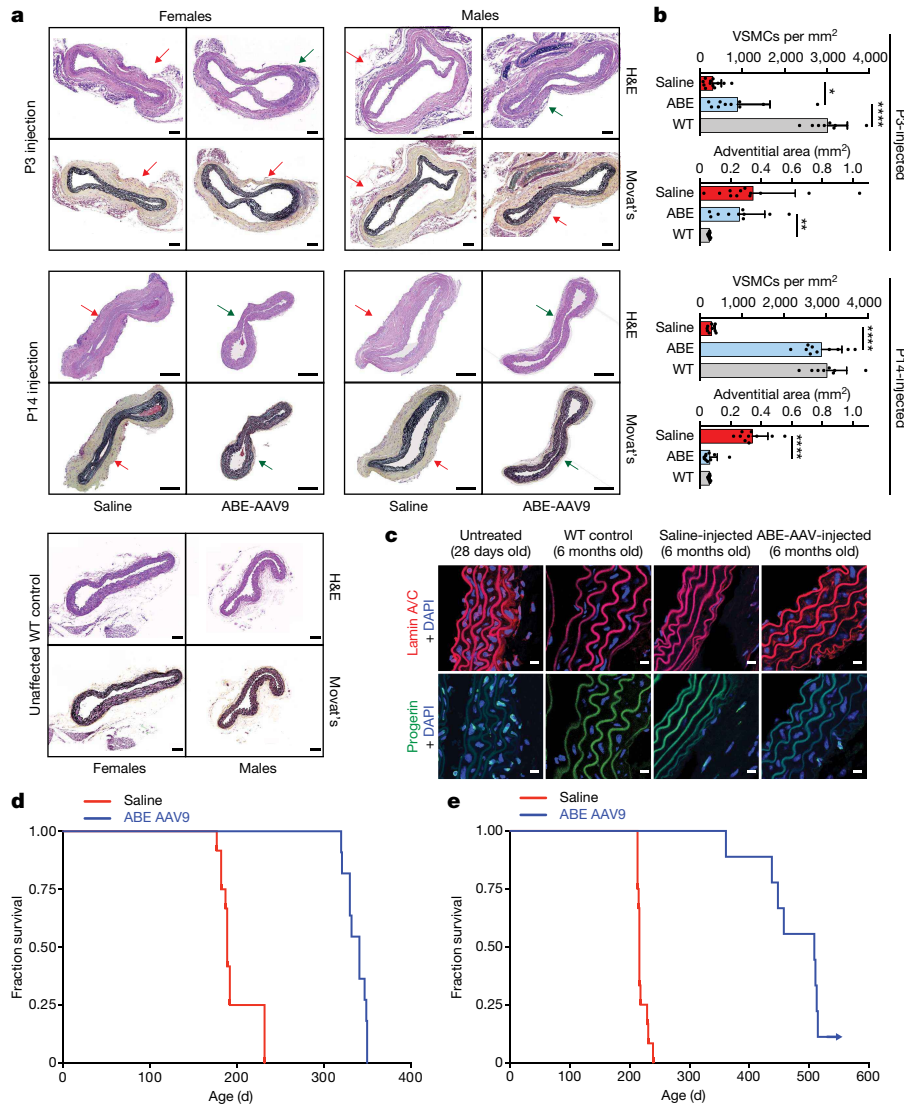 a
Females
Males
P3 injection
H&E
Movat's
P14 injection
H&E
Movat's
Saline
ABE-AAV9
Saline
ABE-AAV9
Unaffected WT control
H&E
Movat's
Females
Males
b
VSMCs per mm²
0 1,000 2,000 3,000 4,000
Saline
ABE
WT
*
****
Adventitial area (mm²)
0 0.2 0.4 0.6 0.8 1.0
Saline
ABE
WT
**
P3-injected
VSMCs per mm²
0 1,000 2,000 3,000 4,000
Saline
ABE
WT
****
Adventitial area (mm²)
0 0.2 0.4 0.6 0.8 1.0
Saline
ABE
WT
****
P14-injected
c
Untreated
(28 days old)
WT control
(6 months old)
Saline-injected
(6 months old)
ABE-AAV-injected
(6 months old)
Lamin A/C
+ DAPI
Progerin
+ DAPI
d
Saline
ABE AAV9
Fraction survival
1.00
0.75
0.50
0.25
0
0 100 200 300 400
Age (d)
e
Saline
ABE AAV9
Fraction survival
1.00
0.75
0.50
0.25
0
0 100 200 300 400 500 600
Age (d)